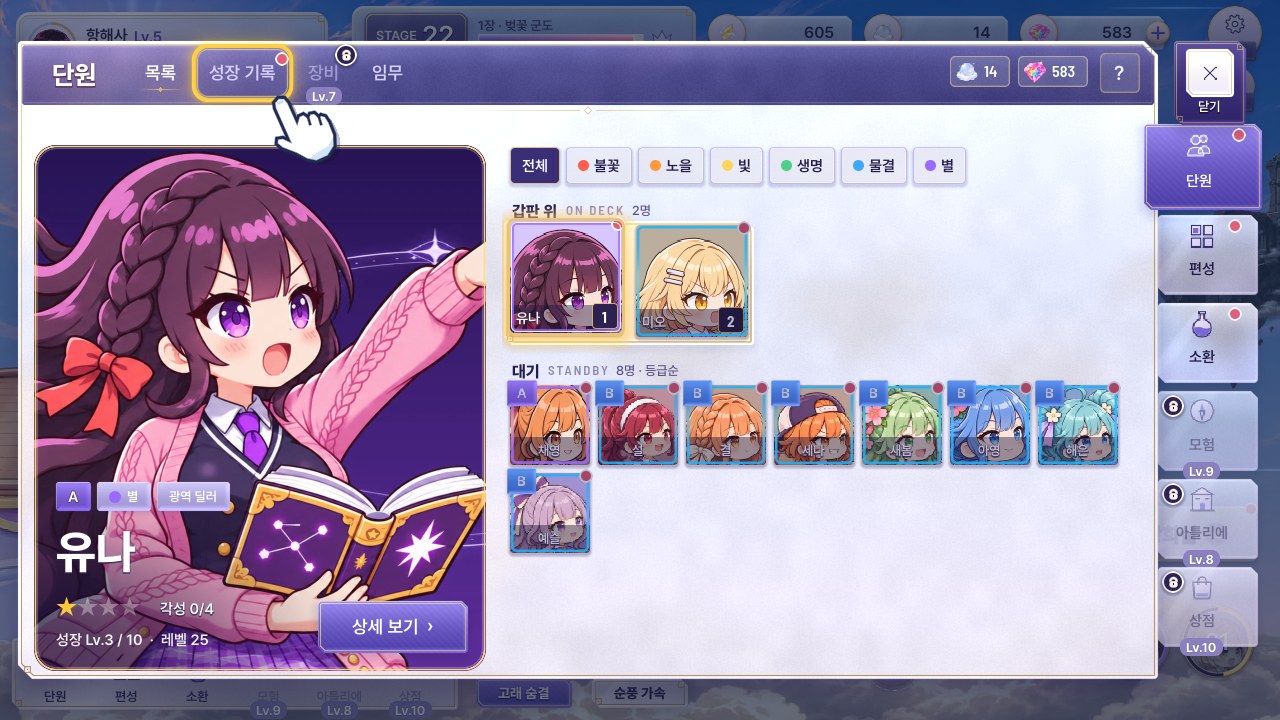 항해사 Lv.5
STAGE 22
1장 · 벚꽃 군도
605
14
583
단원
목록
성장 기록
장비
Lv.7
임무
14
583
?
닫기
전체
불꽃
노을
빛
생명
물결
별
갑판 위 ON DECK 2명
유나
1
미오
2
대기 STANDBY 8명 · 등급순
A
채영
B
설
B
결
B
세나
B
새봄
B
아영
B
해은
B
예슬
A
별
광역 딜러
유나
각성 0/4
성장 Lv.3 / 10 · 레벨 25
상세 보기 ›
단원
편성
소환
모험
Lv.9
아틀리에
Lv.8
상점
Lv.10
단원
편성
소환
모험
Lv.9
아틀리에
Lv.8
상점
Lv.10
고래 숨결
순풍 가속